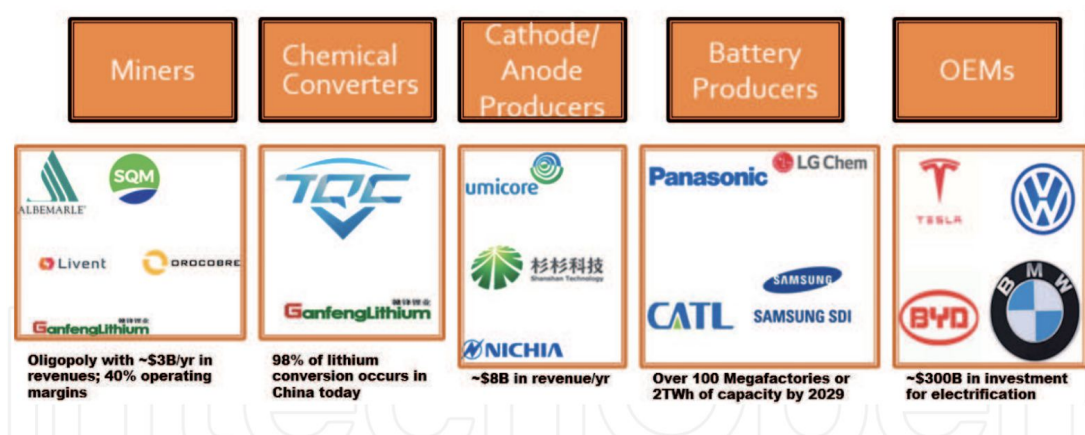 Miners
Chemical
Converters
Cathode/
Anode
Producers
Battery
Producers
OEMs
ALBEMARLE
SQM
Livent
OROCOBRE
GanfengLithium
TQC
GanfengLithium
umicore
杉杉科技
Shanshan Technology
NICHIA
Panasonic
LG Chem
CATL
SAMSUNG
SAMSUNG SDI
TESLA
VW
BYD
BMW
Oligopoly with ~$3B/yr in
revenues; 40% operating
margins
98% of lithium
conversion occurs in
China today
~$8B in revenue/yr
Over 100 Megafactories or
2TWh of capacity by 2029
~$300B in investment
for electrification